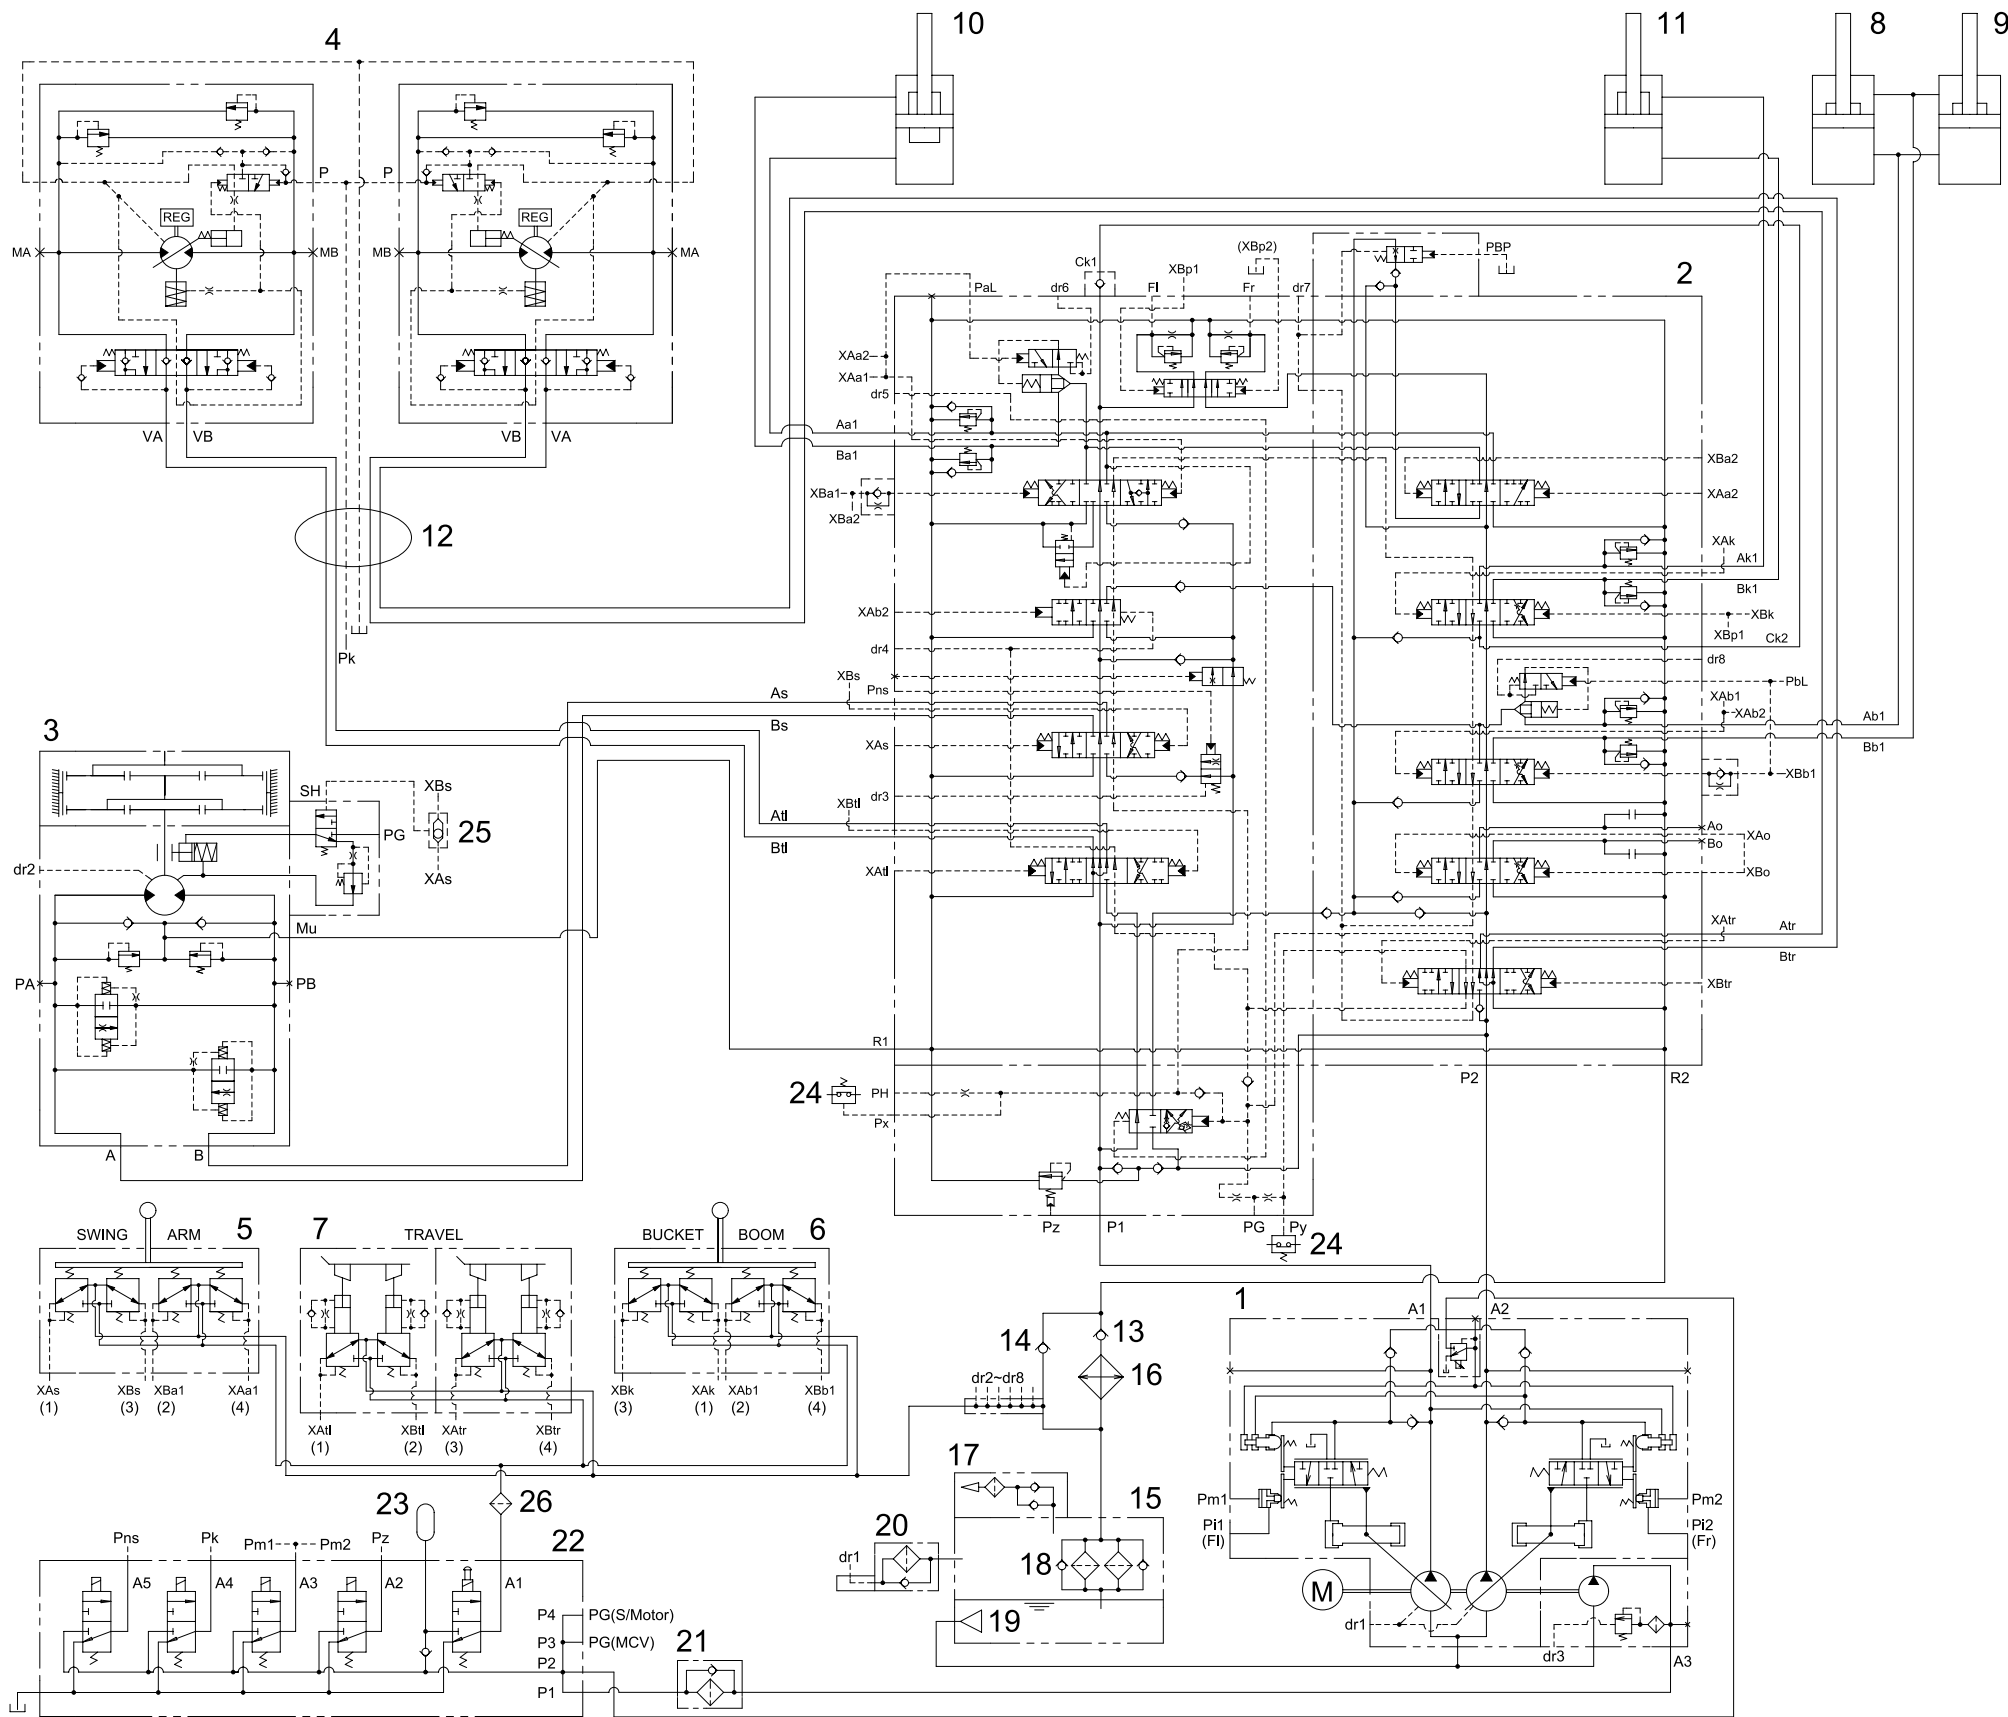 4
10
11
8
9
P
P
REG
REG
MA
MB
MB
MA
VA
VB
VB
VA
12
Pk
2
Ck1
(XBp2)
PBP
XBp1
PaL
dr6
Fl
Fr
dr7
XAa2
XAa1
dr5
Aa1
Ba1
XBa1
XBa2
XBa2
XAa2
XAk
Ak1
Bk1
XAb2
XBk
XBp1
Ck2
dr4
dr8
XBs
Pns
PbL
XAb1
XAb2
As
Bs
Ab1
Bb1
XAs
XBb1
dr3
XBtl
Atl
Btl
Ao
XAo
Bo
XAtl
XBo
XAtr
Atr
Btr
XBtr
R1
P2
R2
3
SH
XBs
PG
25
XAs
dr2
Mu
PA
PB
A
B
24
PH
Px
Pz
P1
PG
Py
24
SWING
ARM
5
XAs
(1)
XBs
(3)
XBa1
(2)
XAa1
(4)
7
TRAVEL
XAtl
(1)
XBtl
(2)
XAtr
(3)
XBtr
(4)
BUCKET
BOOM
6
XBk
(3)
XAk
(1)
XAb1
(2)
XBb1
(4)
14
13
dr2~dr8
16
1
A1
A2
Pm1
Pi1
(Fl)
Pm2
Pi2
(Fr)
M
dr1
dr3
A3
17
15
20
dr1
18
19
23
26
22
Pns
Pk
Pm1
Pm2
Pz
A5
A4
A3
A2
A1
P4
PG(S/Motor)
P3
PG(MCV)
P2
P1
21